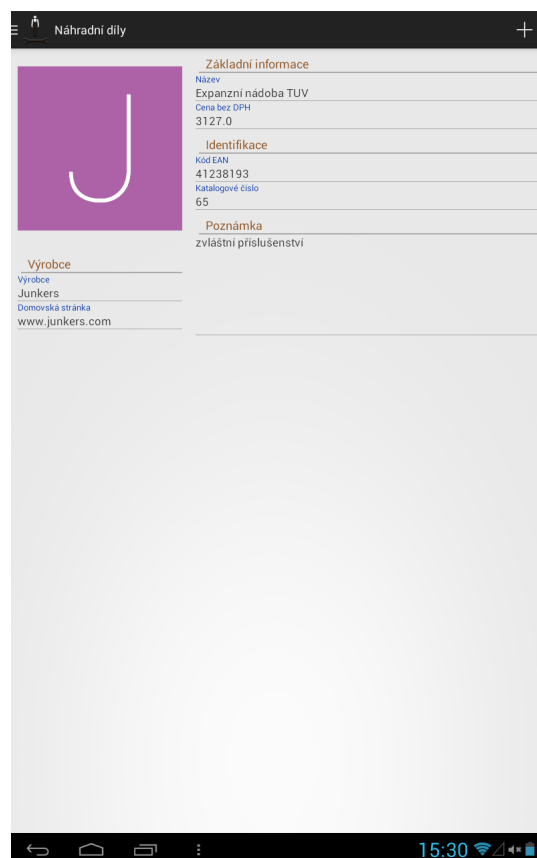 Náhradní díly
J
Výrobce
Výrobce
Junkers
Domovská stránka
www.junkers.com
Základní informace
Název
Expanzní nádoba TUV
Cena bez DPH
3127.0
Identifikace
Kód EAN
41238193
Katalogové číslo
65
Poznámka
zvláštní příslušenství
15:30